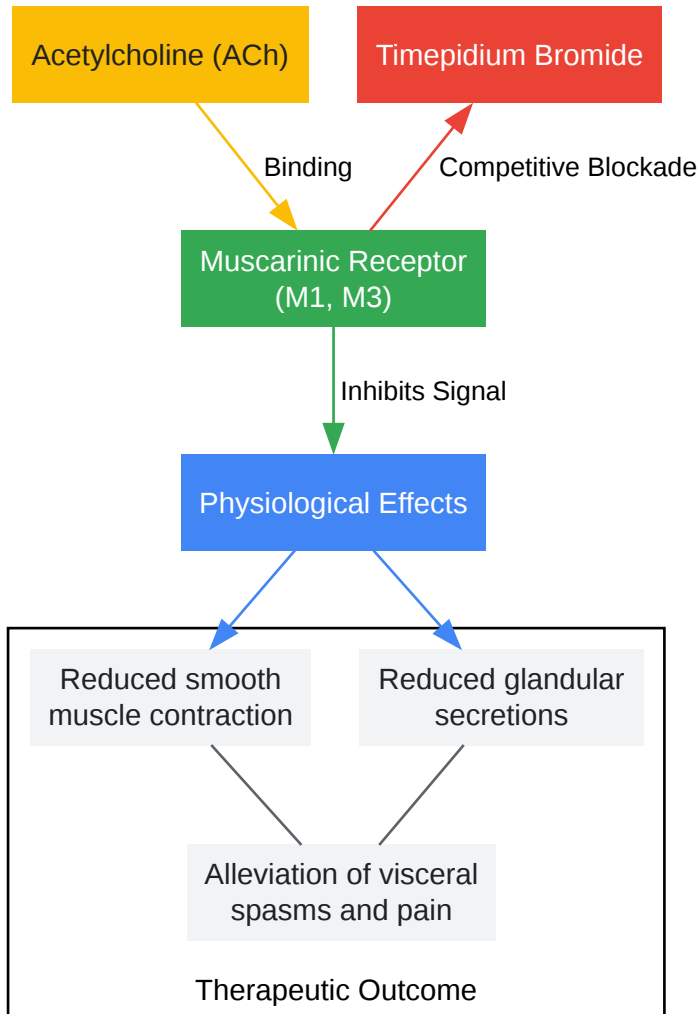 Acetylcholine (ACh)
Timepidium Bromide
Binding
Competitive Blockade
Muscarinic Receptor
(M1, M3)
Inhibits Signal
Physiological Effects
Reduced smooth
muscle contraction
Reduced glandular
secretions
Alleviation of visceral
spasms and pain
Therapeutic Outcome